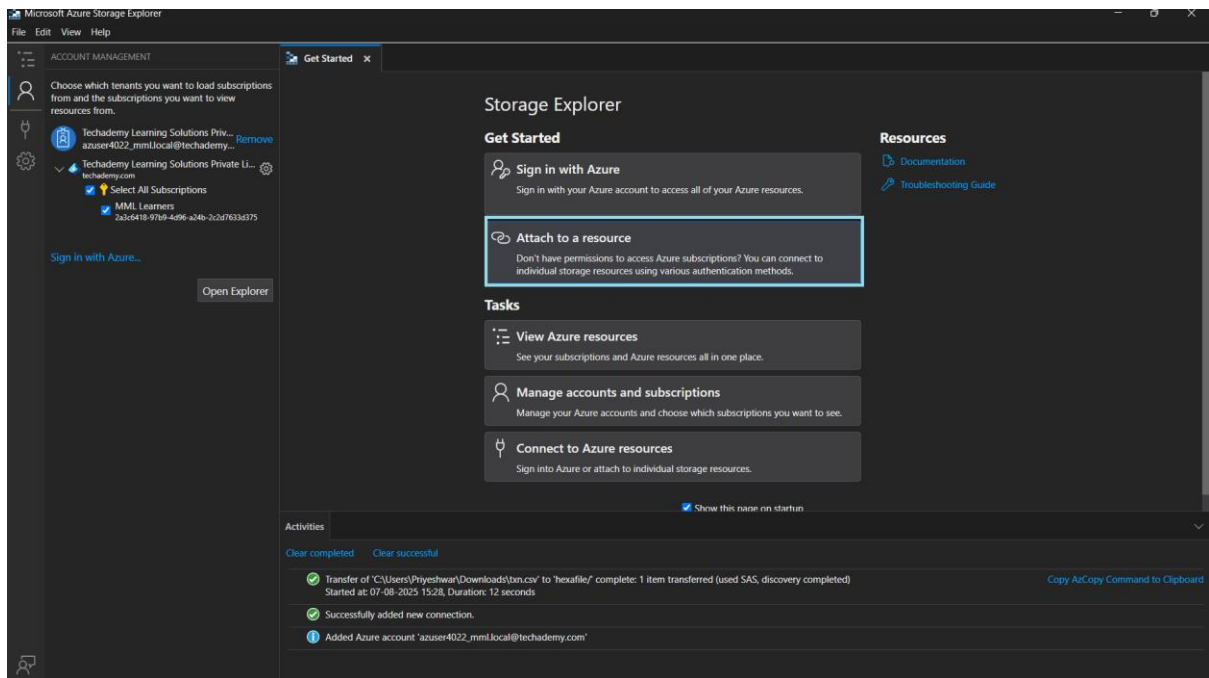 Microsoft Azure Storage Explorer
File Edit View Help
ACCOUNT MANAGEMENT
Choose which tenants you want to load subscriptions
from and the subscriptions you want to view
resources from.
Techademy Learning Solutions Priv...
azuser4022_mml.local@techademy...
Remove
Techademy Learning Solutions Private Li...
techademy.com
Select All Subscriptions
MML Learners
2a3c6418-97b9-4d96-a24b-2c2d7633d375
Sign in with Azure...
Open Explorer
Get Started
Storage Explorer
Get Started
Sign in with Azure
Sign in with your Azure account to access all of your Azure resources.
Attach to a resource
Don't have permissions to access Azure subscriptions? You can connect to
individual storage resources using various authentication methods.
Tasks
View Azure resources
See your subscriptions and Azure resources all in one place.
Manage accounts and subscriptions
Manage your Azure accounts and choose which subscriptions you want to see.
Connect to Azure resources
Sign into Azure or attach to individual storage resources.
Show this page on startup
Resources
Documentation
Troubleshooting Guide
Activities
Clear completed Clear successful
Transfer of 'C:\Users\Priyeshwar\Downloads\txn.csv' to 'hexafile/' complete: 1 item transferred (used SAS, discovery completed)
Started at: 07-08-2025 15:28, Duration: 12 seconds
Copy AzCopy Command to Clipboard
Successfully added new connection.
Added Azure account 'azuser4022_mml.local@techademy.com'